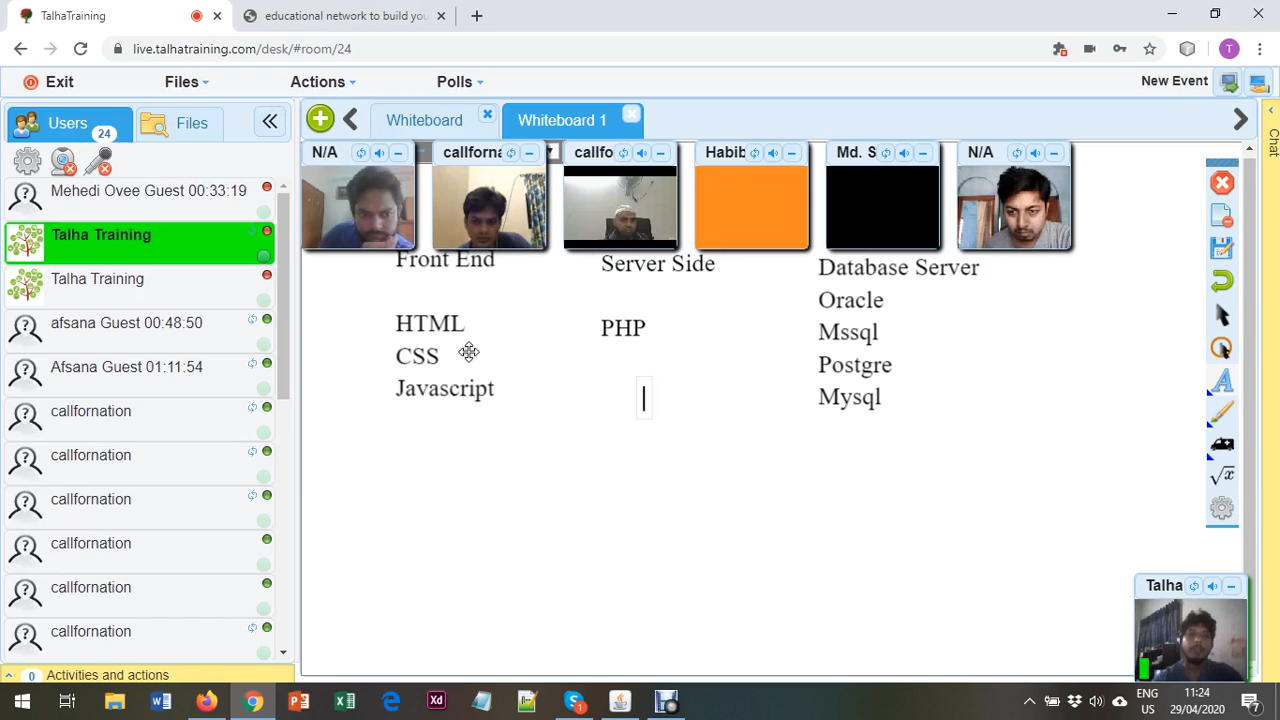 TalhaTraining
educational network to build you
live.talhatraining.com/desk/#room/24
T
Exit
Files
Actions
Polls
New Event
Users
24
Files
Whiteboard
Whiteboard 1
Chat
Mehedi Ovee Guest 00:33:19
Talha Training
Talha Training
afsana Guest 00:48:50
Afsana Guest 01:11:54
callfornation
callfornation
callfornation
callfornation
callfornation
callfornation
N/A
callforna
callfo
Habib
Md. S
N/A
Front End
HTML
CSS
Javascript
Server Side
PHP
Database Server
Oracle
Mssql
Postgre
Mysql
√x
Talha
0 Activities and actions
ENG
US
11:24
29/04/2020
1
7